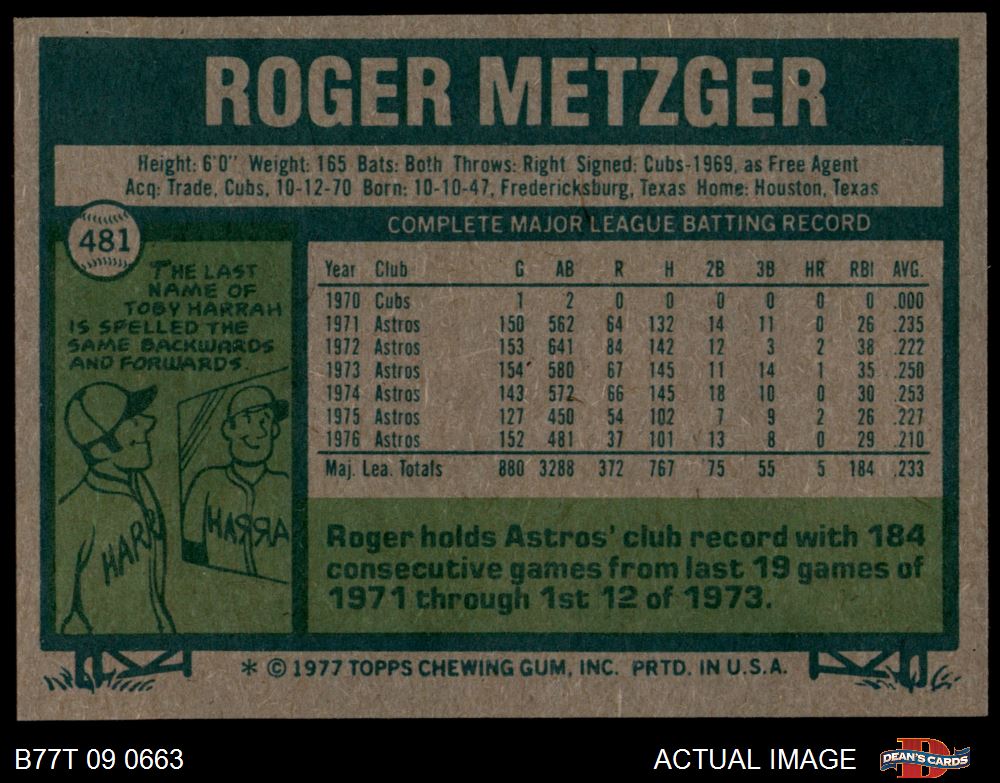 ROGER METZGER
Height: 6'0" Weight: 165 Bats: Both Throws: Right Signed: Cubs-1969, as Free Agent
Acq: Trade, Cubs, 10-12-70 Born: 10-10-47, Fredericksburg, Texas Home: Houston, Texas
481
THE LAST
NAME OF
TOBY HARRAH
IS SPELLED THE
SAME BACKWARDS
AND FORWARDS.
HARR
HARRA
COMPLETE MAJOR LEAGUE BATTING RECORD
Year Club G AB R H 2B 3B HR RBI AVG.
1970 Cubs 1 2 0 0 0 0 0 0 .000
1971 Astros 150 562 64 132 14 11 0 26 .235
1972 Astros 153 641 84 142 12 3 2 38 .222
1973 Astros 154 580 67 145 11 14 1 35 .250
1974 Astros 143 572 66 145 18 10 0 30 .253
1975 Astros 127 450 54 102 7 9 2 26 .227
1976 Astros 152 481 37 101 13 8 0 29 .210
Maj. Lea. Totals 880 3288 372 767 75 55 5 184 .233
Roger holds Astros' club record with 184
consecutive games from last 19 games of
1971 through 1st 12 of 1973.
* © 1977 TOPPS CHEWING GUM, INC. PRTD. IN U.S.A.
B77T 09 0663
ACTUAL IMAGE
DEAN'S CARDS